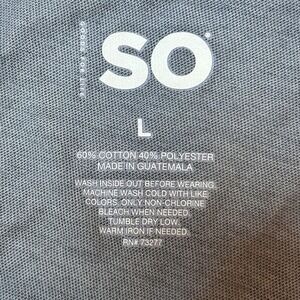 SO
L
60% COTTON 40% POLYESTER
MADE IN GUATEMALA
WASH INSIDE OUT BEFORE WEARING.
MACHINE WASH COLD WITH LIKE
COLORS. ONLY NON-CHLORINE
BLEACH WHEN NEEDED.
TUMBLE DRY LOW.
WARM IRON IF NEEDED.
RN# 73277